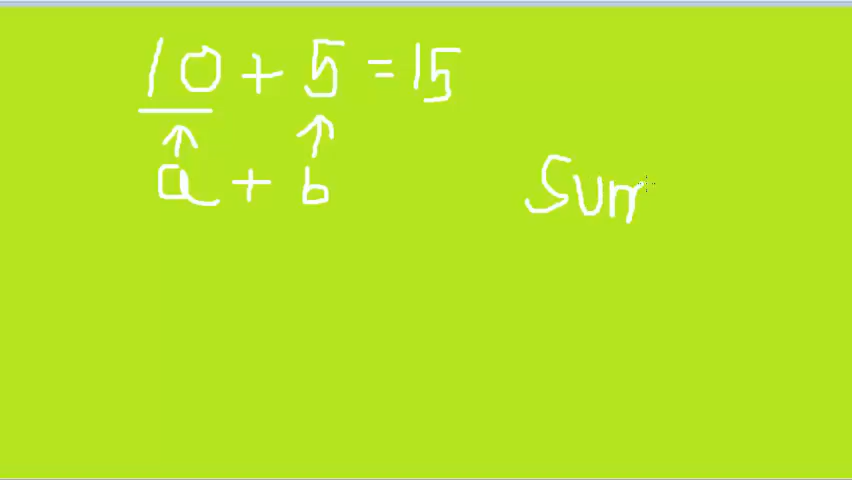 10 + 5 = 15
↑ ↑
a + b
Sum